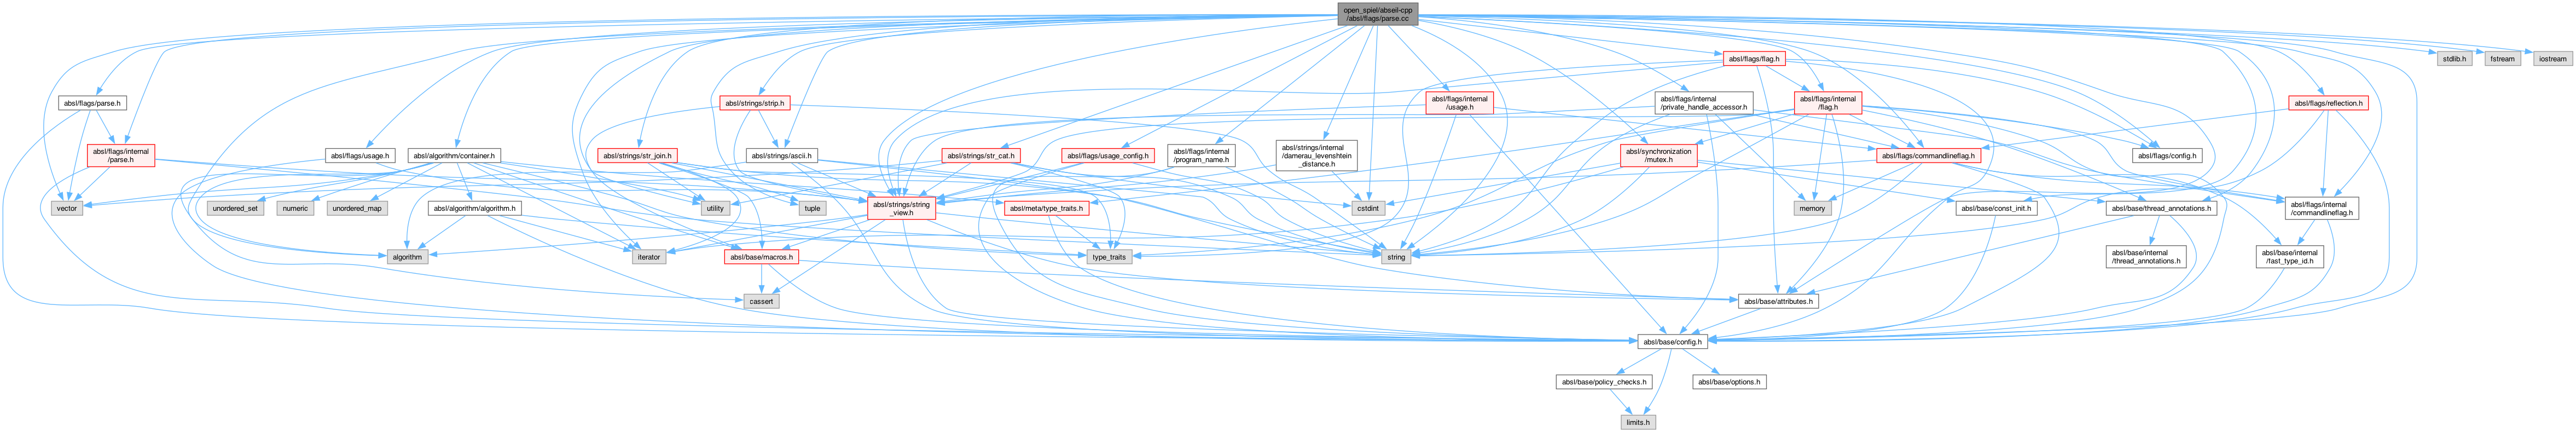 open_spiel/abseil-cpp
/absl/flags/parse.cc
absl/flags/flag.h
stdlib.h
fstream
iostream
absl/flags/parse.h
absl/strings/strip.h
absl/flags/internal
/usage.h
absl/flags/internal
/private_handle_accessor.h
absl/flags/internal
/flag.h
absl/flags/reflection.h
absl/flags/internal
/parse.h
absl/flags/usage.h
absl/algorithm/container.h
absl/strings/str_join.h
absl/strings/ascii.h
absl/strings/str_cat.h
absl/flags/usage_config.h
absl/flags/internal
/program_name.h
absl/strings/internal
/damerau_levenshtein
_distance.h
absl/synchronization
/mutex.h
absl/flags/commandlineflag.h
absl/flags/config.h
vector
unordered_set
numeric
unordered_map
absl/algorithm/algorithm.h
utility
tuple
absl/strings/string
_view.h
absl/meta/type_traits.h
cstdint
memory
absl/base/const_init.h
absl/base/thread_annotations.h
absl/flags/internal
/commandlineflag.h
algorithm
iterator
absl/base/macros.h
type_traits
string
absl/base/internal
/thread_annotations.h
absl/base/internal
/fast_type_id.h
cassert
absl/base/attributes.h
absl/base/config.h
absl/base/policy_checks.h
absl/base/options.h
limits.h